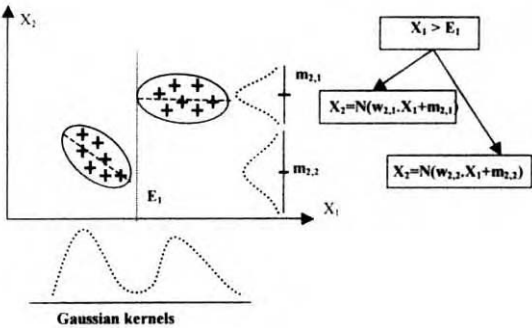 X₂
X₁ > E₁
m₂,₁
X₂=N(w₂,₁.X₁+m₂,₁)
m₂,₂
X₂=N(w₂,₂.X₁+m₂,₂)
E₁
X₁
Gaussian kernels